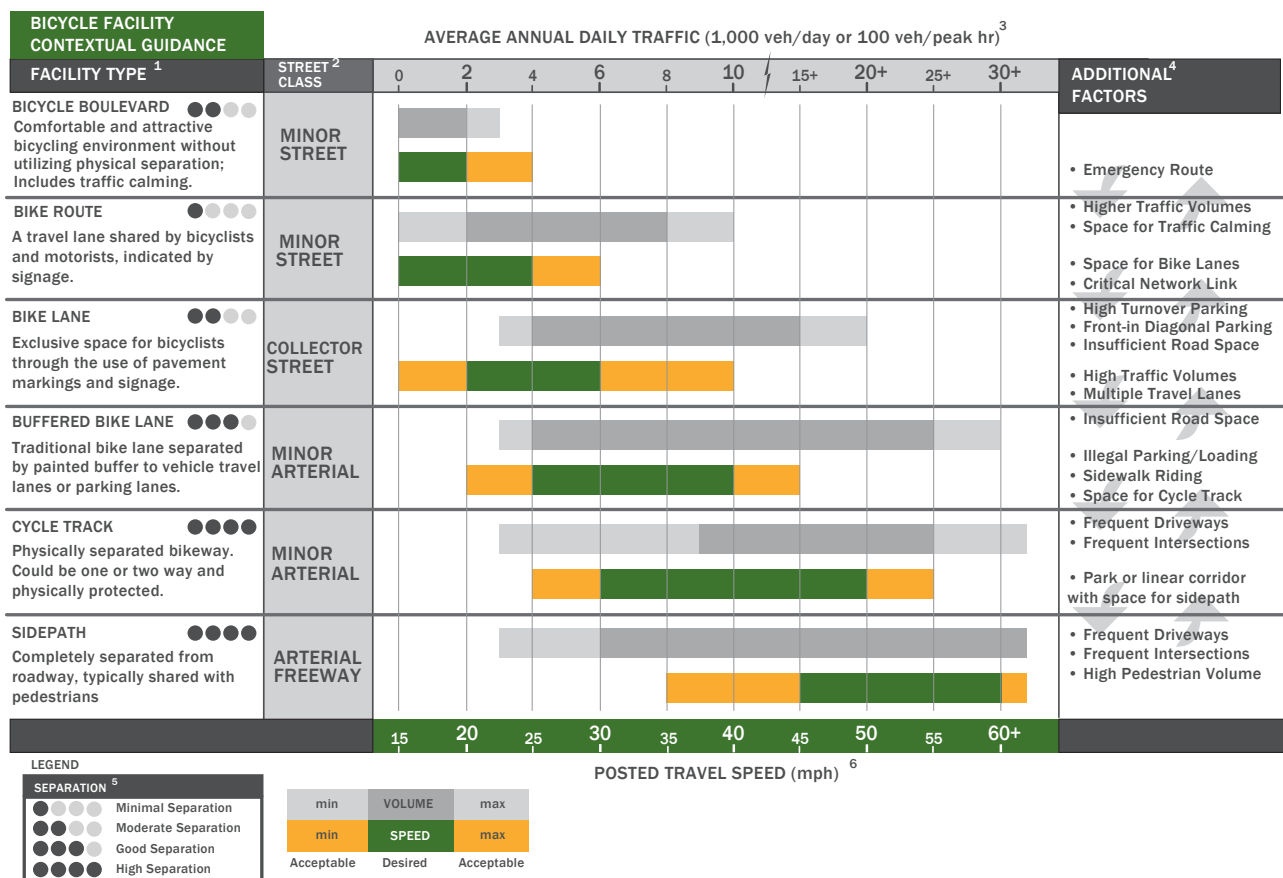 BICYCLE FACILITY
CONTEXTUAL GUIDANCE
AVERAGE ANNUAL DAILY TRAFFIC (1,000 veh/day or 100 veh/peak hr) 3
FACILITY TYPE 1
STREET 2
CLASS
0 2 4 6 8 10 15+ 20+ 25+ 30+
ADDITIONAL 4
FACTORS
BICYCLE BOULEVARD
Comfortable and attractive
bicycling environment without
utilizing physical separation;
Includes traffic calming.
MINOR
STREET
• Emergency Route
BIKE ROUTE
A travel lane shared by bicyclists
and motorists, indicated by
signage.
MINOR
STREET
• Higher Traffic Volumes
• Space for Traffic Calming
• Space for Bike Lanes
• Critical Network Link
BIKE LANE
Exclusive space for bicyclists
through the use of pavement
markings and signage.
COLLECTOR
STREET
• High Turnover Parking
• Front-in Diagonal Parking
• Insufficient Road Space
• High Traffic Volumes
• Multiple Travel Lanes
BUFFERED BIKE LANE
Traditional bike lane separated
by painted buffer to vehicle travel
lanes or parking lanes.
MINOR
ARTERIAL
• Insufficient Road Space
• Illegal Parking/Loading
• Sidewalk Riding
• Space for Cycle Track
CYCLE TRACK
Physically separated bikeway.
Could be one or two way and
physically protected.
MINOR
ARTERIAL
• Frequent Driveways
• Frequent Intersections
• Park or linear corridor
with space for sidepath
SIDEPATH
Completely separated from
roadway, typically shared with
pedestrians
ARTERIAL
FREEWAY
• Frequent Driveways
• Frequent Intersections
• High Pedestrian Volume
15 20 25 30 35 40 45 50 55 60+
POSTED TRAVEL SPEED (mph) 6
LEGEND
SEPARATION 5
Minimal Separation
Moderate Separation
Good Separation
High Separation
min VOLUME max
min SPEED max
Acceptable Desired Acceptable